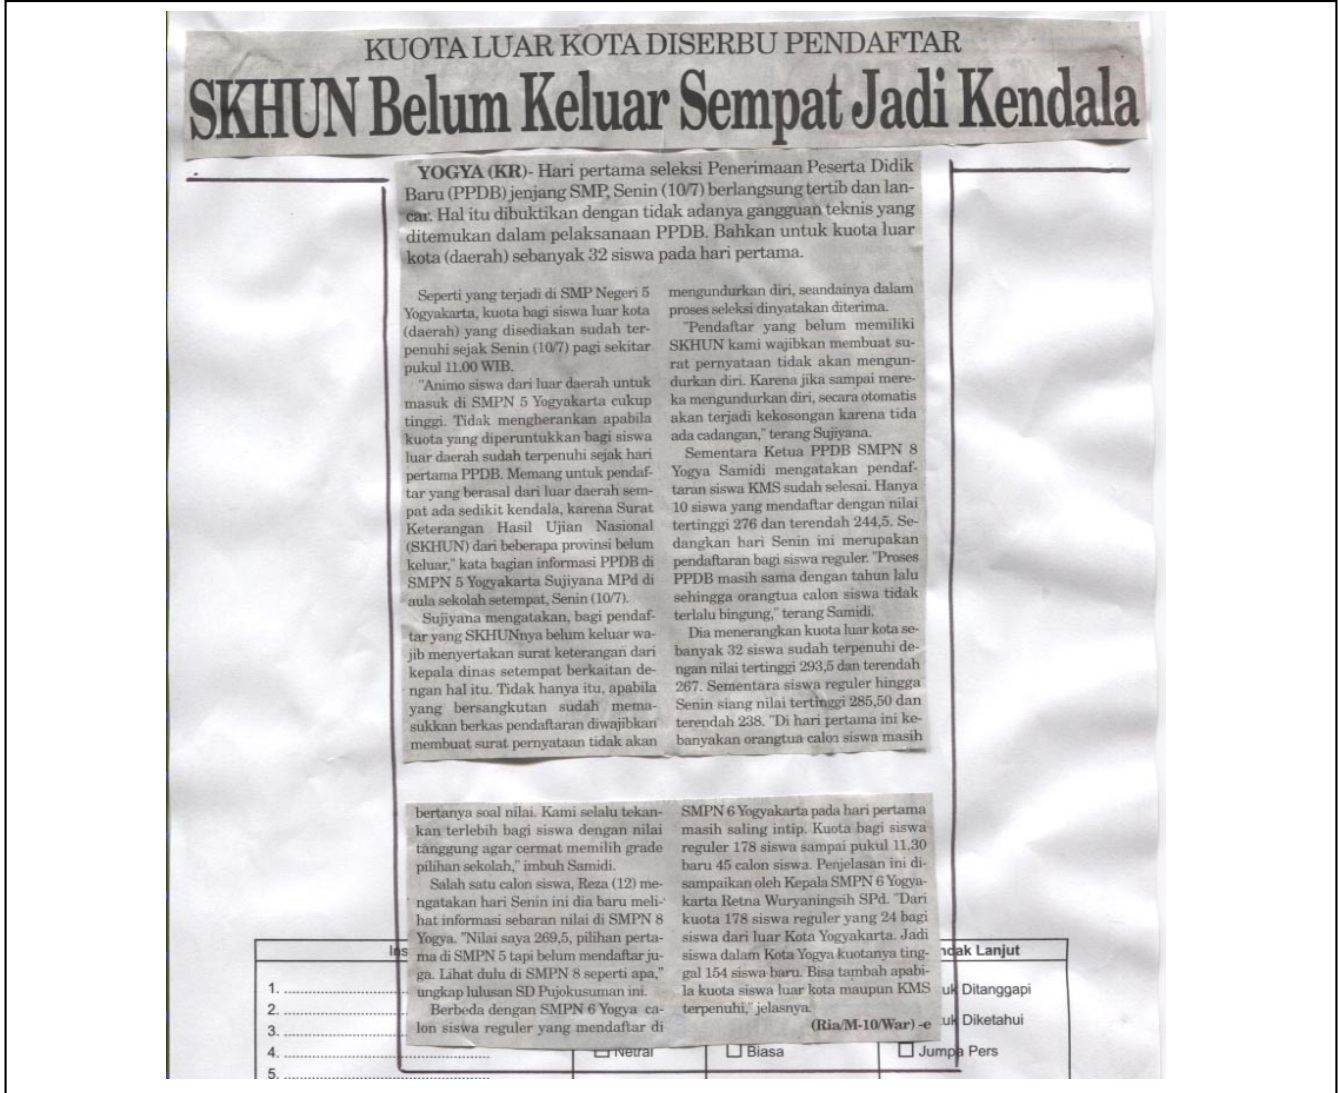 KUOTA LUAR KOTA DISERBU PENDAFTAR
SKHUN Belum Keluar Sempat Jadi Kendala
YOGYA (KR)- Hari pertama seleksi Penerimaan Peserta Didik
Baru (PPDB) jenjang SMP, Senin (10/7) berlangsung tertib dan lan-
car. Hal itu dibuktikan dengan tidak adanya gangguan teknis yang
ditemukan dalam pelaksanaan PPDB. Bahkan untuk kuota luar
kota (daerah) sebanyak 32 siswa pada hari pertama.
Seperti yang terjadi di SMP Negeri 5
Yogyakarta, kuota bagi siswa luar kota
(daerah) yang disediakan sudah ter-
penuhi sejak Senin (10/7) pagi sekitar
pukul 11.00 WIB.
"Animo siswa dari luar daerah untuk
masuk di SMPN 5 Yogyakarta cukup
tinggi. Tidak mengherankan apabila
kuota yang diperuntukkan bagi siswa
luar daerah sudah terpenuhi sejak hari
pertama PPDB. Memang untuk pendaf-
tar yang berasal dari luar daerah sem-
pat ada sedikit kendala, karena Surat
Keterangan Hasil Ujian Nasional
(SKHUN) dari beberapa provinsi belum
keluar," kata bagian informasi PPDB di
SMPN 5 Yogyakarta Sujiyana MPd di
aula sekolah setempat, Senin (10/7).
Sujiyana mengatakan, bagi pendaf-
tar yang SKHUNnya belum keluar wa-
jib menyertakan surat keterangan dari
kepala dinas setempat berkaitan de-
ngan hal itu. Tidak hanya itu, apabila
yang bersangkutan sudah mema-
sukkan berkas pendaftaran diwajibkan
membuat surat pernyataan tidak akan
mengundurkan diri, seandainya dalam
proses seleksi dinyatakan diterima.
"Pendaftar yang belum memiliki
SKHUN kami wajibkan membuat su-
rat pernyataan tidak akan mengun-
durkan diri. Karena jika sampai mere-
ka mengundurkan diri, secara otomatis
akan terjadi kekosongan karena tida
ada cadangan," terang Sujiyana.
Sementara Ketua PPDB SMPN 8
Yogya Samidi mengatakan pendaf-
taran siswa KMS sudah selesai. Hanya
10 siswa yang mendaftar dengan nilai
tertinggi 276 dan terendah 244,5. Se-
dangkan hari Senin ini merupakan
pendaftaran bagi siswa reguler. "Proses
PPDB masih sama dengan tahun lalu
sehingga orangtua calon siswa tidak
terlalu bingung," terang Samidi.
Dia menerangkan kuota luar kota se-
banyak 32 siswa sudah terpenuhi de-
ngan nilai tertinggi 293,5 dan terendah
267. Sementara siswa reguler hingga
Senin siang nilai tertinggi 285,50 dan
terendah 238. "Di hari pertama ini ke-
banyakan orangtua calon siswa masih
bertanya soal nilai. Kami selalu tekan-
kan terlebih bagi siswa dengan nilai
tanggung agar cermat memilih grade
pilihan sekolah," imbuh Samidi.
Salah satu calon siswa, Reza (12) me-
ngatakan hari Senin ini dia baru meli-
hat informasi sebaran nilai di SMPN 8
Yogya. "Nilai saya 269,5, pilihan perta-
ma di SMPN 5 tapi belum mendaftar ju-
ga. Lihat dulu di SMPN 8 seperti apa,"
ungkap lulusan SD Pujokusuman ini.
Berbeda dengan SMPN 6 Yogya ca-
lon siswa reguler yang mendaftar di
SMPN 6 Yogyakarta pada hari pertama
masih saling intip. Kuota bagi siswa
reguler 178 siswa sampai pukul 11.30
baru 45 calon siswa. Penjelasan ini di-
sampaikan oleh Kepala SMPN 6 Yogya-
karta Retna Wuryaningsih SPd. "Dari
kuota 178 siswa reguler yang 24 bagi
siswa dari luar Kota Yogyakarta. Jadi
siswa dalam Kota Yogya kuotanya ting-
gal 154 siswa baru. Bisa tambah apabi-
la kuota siswa luar kota maupun KMS
terpenuhi," jelasnya.
(Ria/M-10/War) -e
Ins
ndak Lanjut
1.
2.
3.
4.
5.
uk Ditanggapi
uk Diketahui
Netral
Biasa
Jumpa Pers